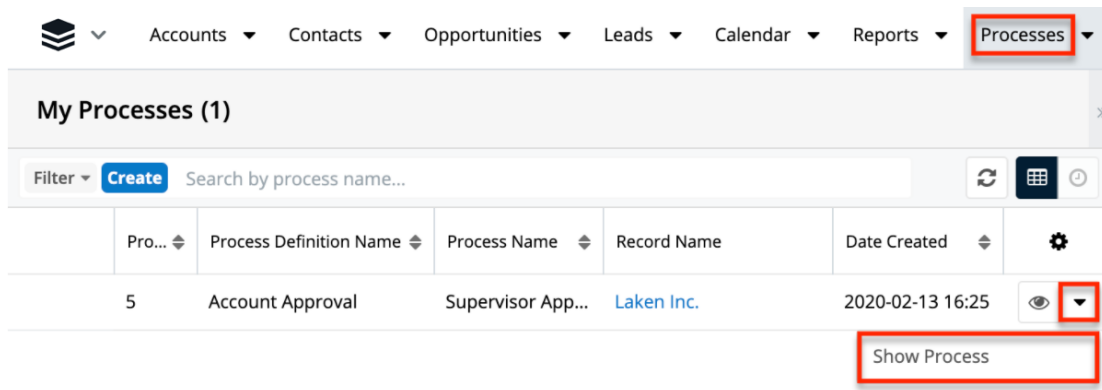 Accounts Contacts Opportunities Leads Calendar Reports Processes
My Processes (1)
Filter Create Search by process name...
Pro... Process Definition Name Process Name Record Name Date Created
5 Account Approval Supervisor App... Laken Inc. 2020-02-13 16:25
Show Process